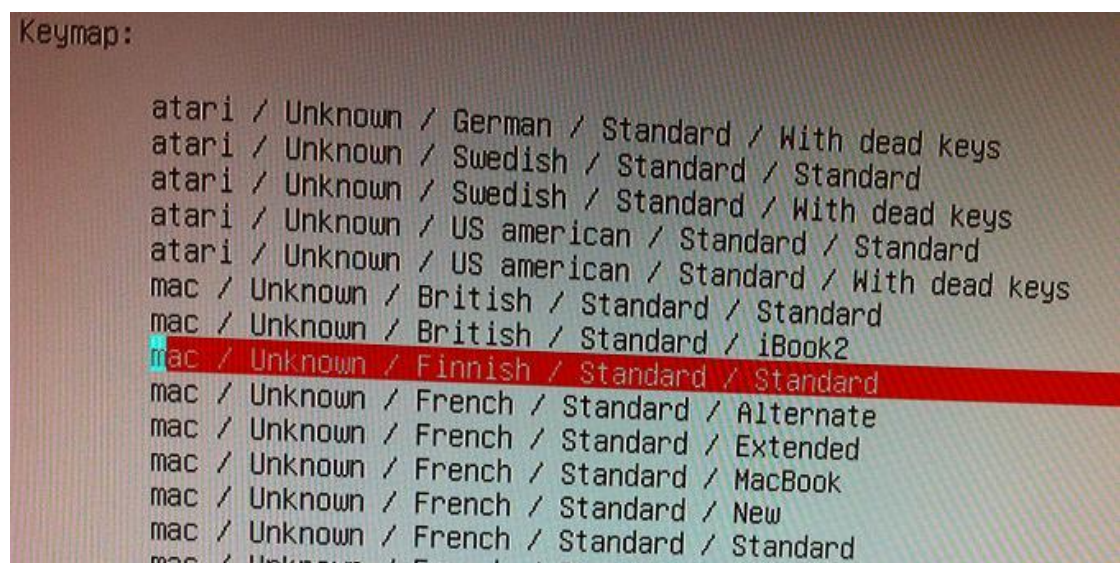 Keymap:
atari / Unknown / German / Standard / With dead keys
atari / Unknown / Swedish / Standard / Standard
atari / Unknown / Swedish / Standard / With dead keys
atari / Unknown / US american / Standard / Standard
atari / Unknown / US american / Standard / With dead keys
mac / Unknown / British / Standard / Standard
mac / Unknown / British / Standard / iBook2
mac / Unknown / Finnish / Standard / Standard
mac / Unknown / French / Standard / Alternate
mac / Unknown / French / Standard / Extended
mac / Unknown / French / Standard / MacBook
mac / Unknown / French / Standard / New
mac / Unknown / French / Standard / Standard